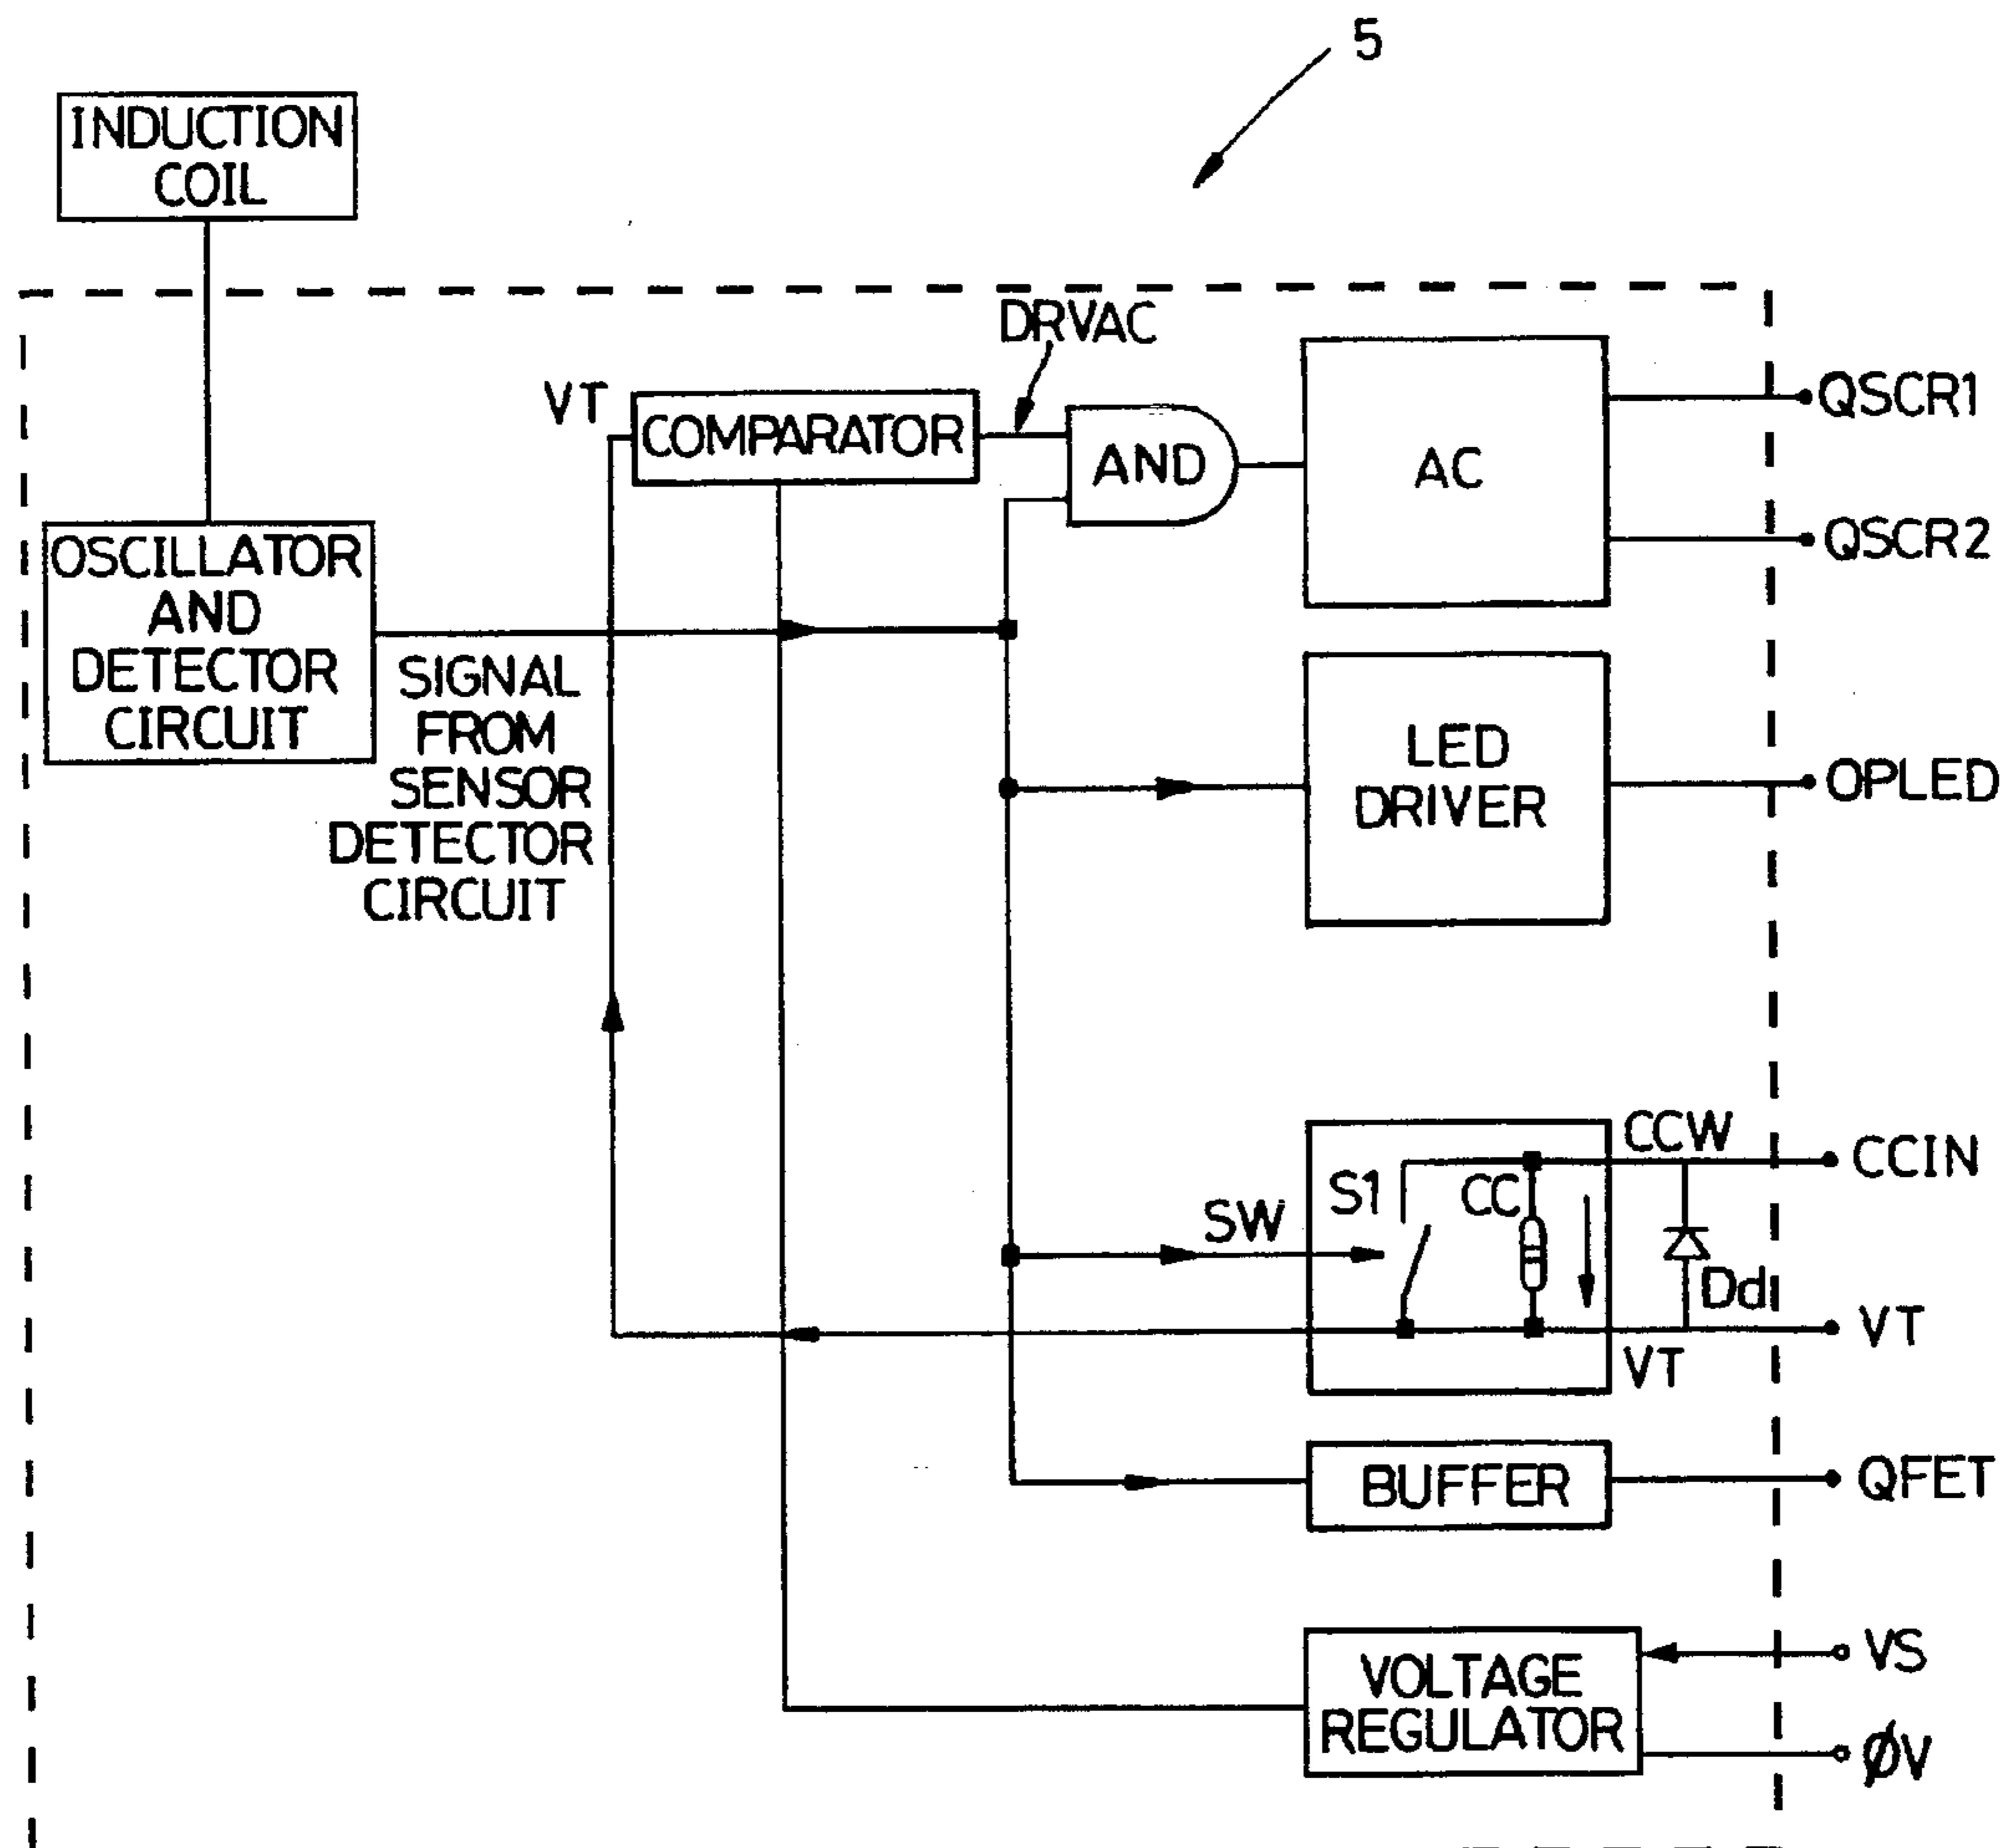 5
INDUCTION
COIL
DRVAC
VT
COMPARATOR
AND
AC
QSCR1
QSCR2
OSCILLATOR
AND
DETECTOR
CIRCUIT
SIGNAL
FROM
SENSOR
DETECTOR
CIRCUIT
LED
DRIVER
OPLED
CCW
CCIN
S1
CC
SW
Dd
VT
VT
BUFFER
QFET
VOLTAGE
REGULATOR
VS
ØV